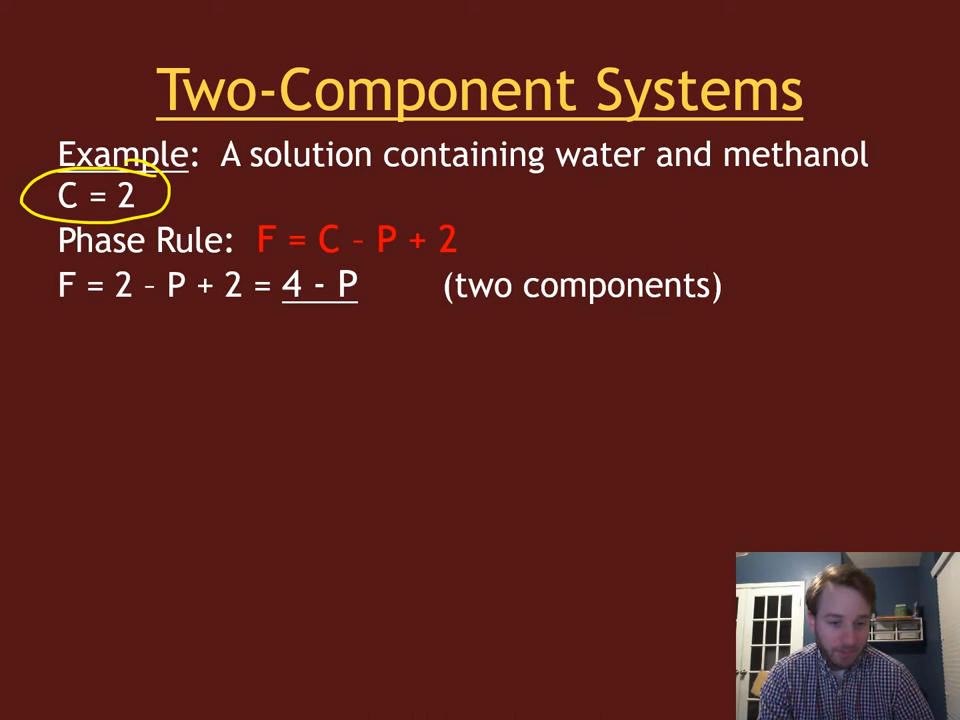 Two-Component Systems
Example: A solution containing water and methanol
C = 2
Phase Rule: F = C – P + 2
F = 2 – P + 2 = 4 - P (two components)